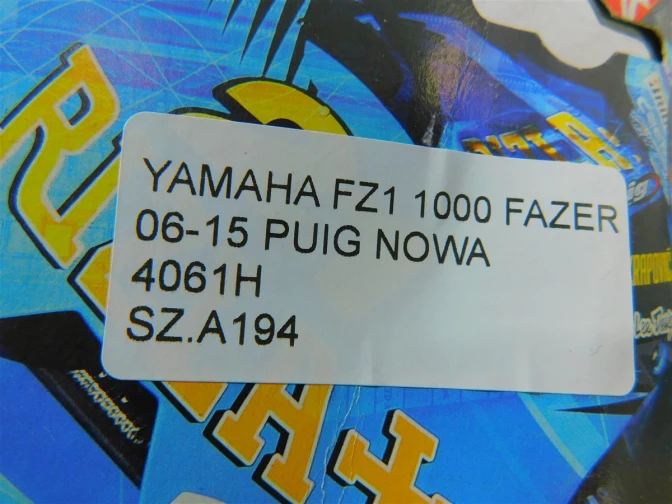 YAMAHA FZ1 1000 FAZER
06-15 PUIG NOWA
4061H
SZ.A194